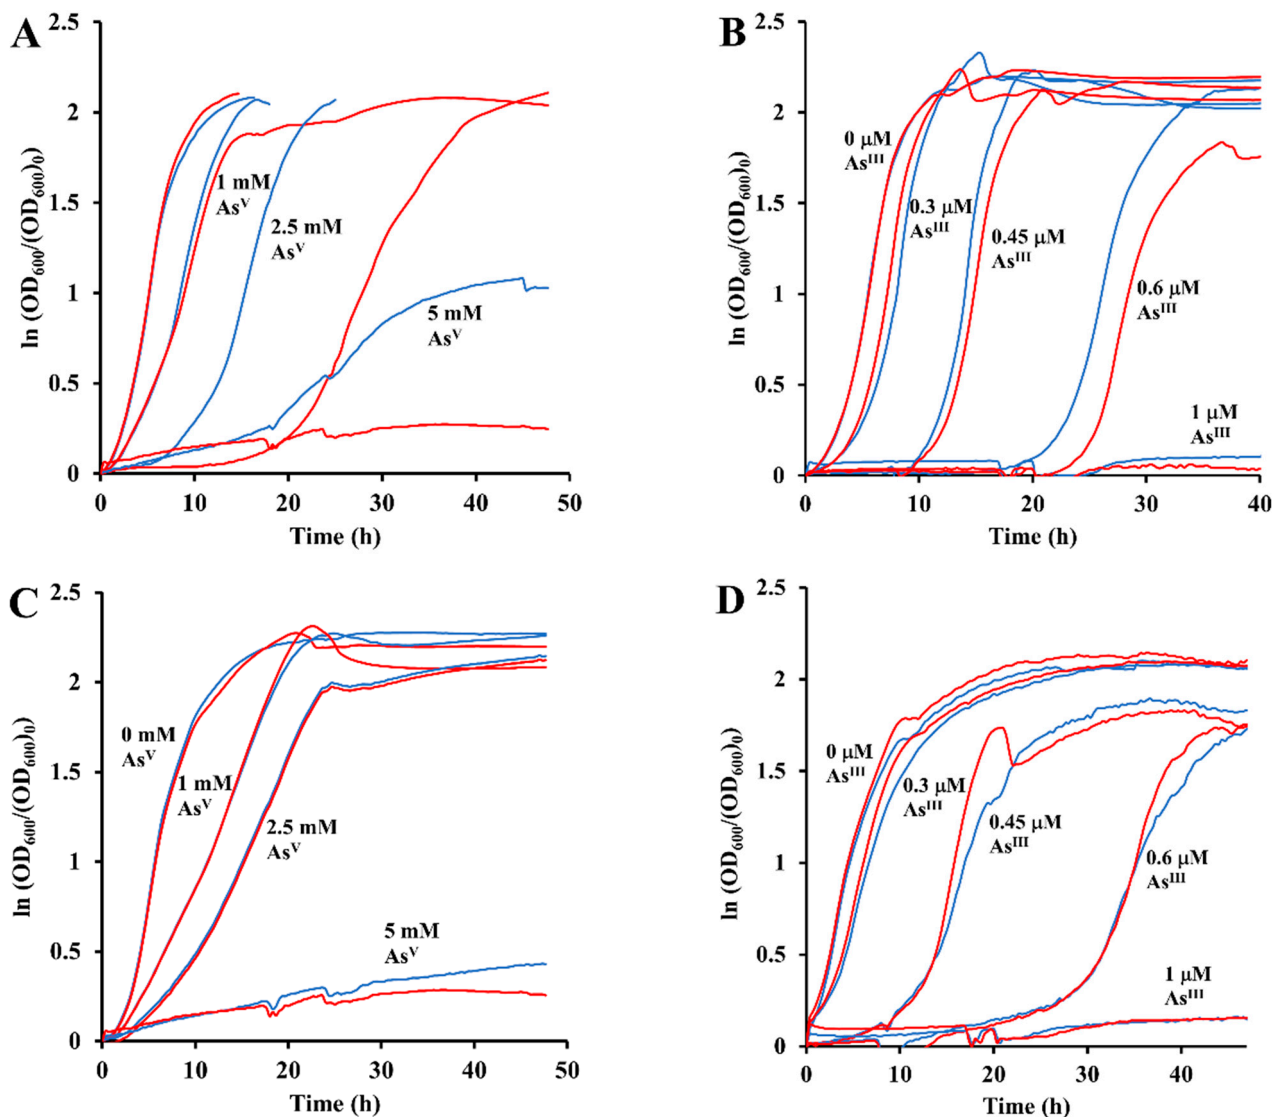 A
ln (OD600/(OD600)0)
2.5
2
1.5
1
0.5
0
1 mM
AsV
2.5 mM
AsV
5 mM
AsV
0
10
20
30
40
50
Time (h)
B
ln (OD600/(OD600)0)
2.5
2
1.5
1
0.5
0
0 μM
AsIII
0.3 μM
AsIII
0.45 μM
AsIII
0.6 μM
AsIII
1 μM
AsIII
0
10
20
30
40
Time (h)
C
ln (OD600/(OD600)0)
2.5
2
1.5
1
0.5
0
0 mM
AsV
1 mM
AsV
2.5 mM
AsV
5 mM
AsV
0
10
20
30
40
50
Time (h)
D
ln (OD600/(OD)600)0)
2.5
2
1.5
1
0.5
0
0 μM
AsIII
0.3 μM
AsIII
0.45 μM
AsIII
0.6 μM
AsIII
1 μM
AsIII
0
10
20
30
40
Time (h)